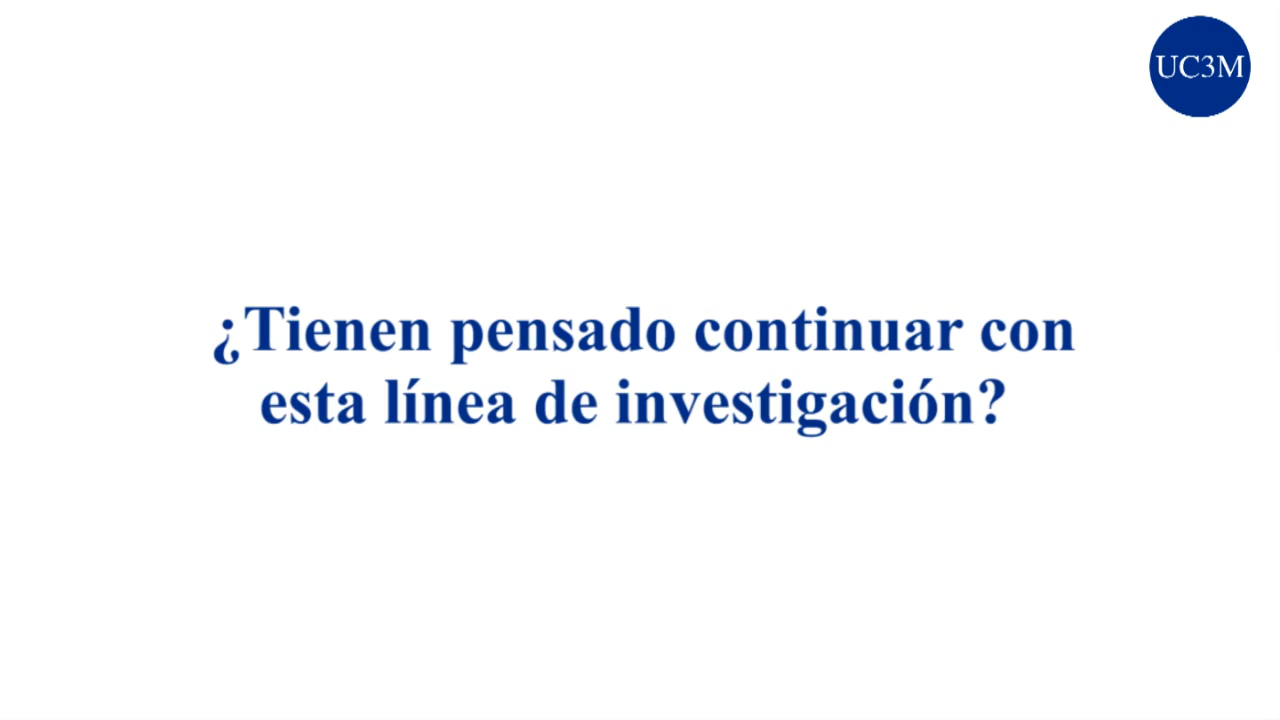 UC3M
¿Tienen pensado continuar con
esta línea de investigación?